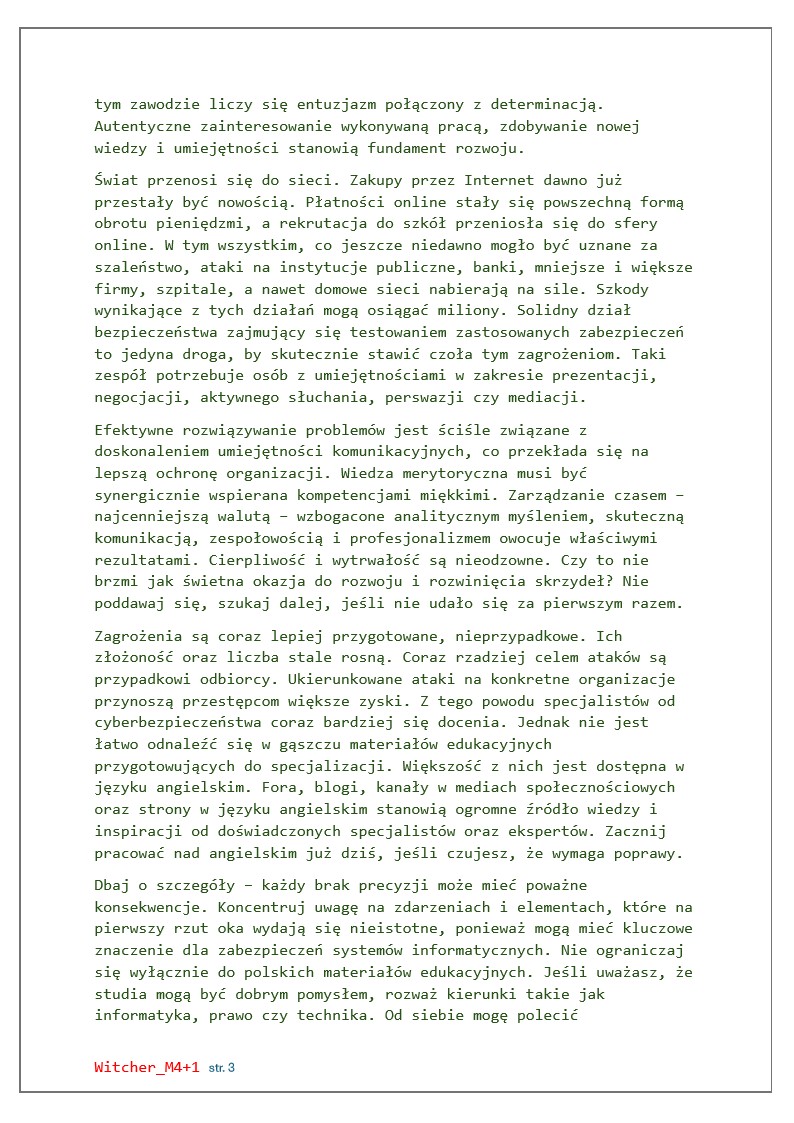 tym zawodzie liczy się entuzjazm połączony z determinacją.
Autentyczne zainteresowanie wykonywaną pracą, zdobywanie nowej
wiedzy i umiejętności stanowią fundament rozwoju.
Świat przenosi się do sieci. Zakupy przez Internet dawno już
przestały być nowością. Płatności online stały się powszechną formą
obrotu pieniędzmi, a rekrutacja do szkół przeniosła się do sfery
online. W tym wszystkim, co jeszcze niedawno mogło być uznane za
szaleństwo, ataki na instytucje publiczne, banki, mniejsze i większe
firmy, szpitale, a nawet domowe sieci nabierają na sile. Szkody
wynikające z tych działań mogą osiągać miliony. Solidny dział
bezpieczeństwa zajmujący się testowaniem zastosowanych zabezpieczeń
to jedyna droga, by skutecznie stawić czoła tym zagrożeniom. Taki
zespół potrzebuje osób z umiejętnościami w zakresie prezentacji,
negocjacji, aktywnego słuchania, perswazji czy mediacji.
Efektywne rozwiązywanie problemów jest ściśle związane z
doskonaleniem umiejętności komunikacyjnych, co przekłada się na
lepszą ochronę organizacji. Wiedza merytoryczna musi być
synergicznie wspierana kompetencjami miękkimi. Zarządzanie czasem –
najcenniejszą walutą – wzbogacone analitycznym myśleniem, skuteczną
komunikacją, zespołowością i profesjonalizmem owocuje właściwymi
rezultatami. Cierpliwość i wytrwałość są nieodzowne. Czy to nie
brzmi jak świetna okazja do rozwoju i rozwinięcia skrzydeł? Nie
poddawaj się, szukaj dalej, jeśli nie udało się za pierwszym razem.
Zagrożenia są coraz lepiej przygotowane, nieprzypadkowe. Ich
złożoność oraz liczba stale rosną. Coraz rzadziej celem ataków są
przypadkowi odbiorcy. Ukierunkowane ataki na konkretne organizacje
przynoszą przestępcom większe zyski. Z tego powodu specjalistów od
cyberbezpieczeństwa coraz bardziej się docenia. Jednak nie jest
łatwo odnaleźć się w gąszczu materiałów edukacyjnych
przygotowujących do specjalizacji. Większość z nich jest dostępna w
języku angielskim. Fora, blogi, kanały w mediach społecznościowych
oraz strony w języku angielskim stanowią ogromne źródło wiedzy i
inspiracji od doświadczonych specjalistów oraz ekspertów. Zacznij
pracować nad angielskim już dziś, jeśli czujesz, że wymaga poprawy.
Dbaj o szczegóły – każdy brak precyzji może mieć poważne
konsekwencje. Koncentruj uwagę na zdarzeniach i elementach, które na
pierwszy rzut oka wydają się nieistotne, ponieważ mogą mieć kluczowe
znaczenie dla zabezpieczeń systemów informatycznych. Nie ograniczaj
się wyłącznie do polskich materiałów edukacyjnych. Jeśli uważasz, że
studia mogą być dobrym pomysłem, rozważ kierunki takie jak
informatyka, prawo czy technika. Od siebie mogę polecić
Witcher_M4+1 str. 3